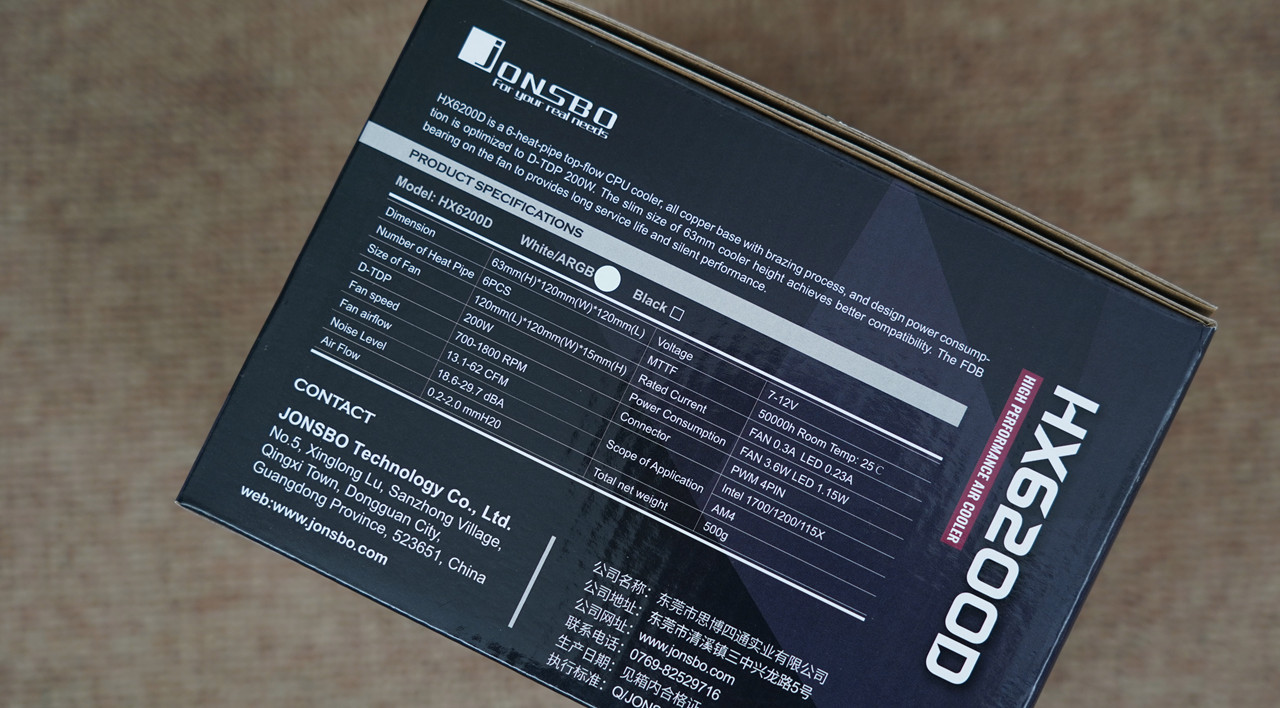 JONSBO
For your real needs
HX6200D is a 6-heat-pipe top-flow CPU cooler, all copper base with brazing process, and design power consump-
tion is optimized to D-TDP 200W. The slim size of 63mm cooler height achieves better compatibility. The FDB
bearing on the fan to provides long service life and silent performance.
PRODUCT SPECIFICATIONS
Model: HX6200D White/ARGB Black □
Dimension 63mm(H)*120mm(W)*120mm(L)
Number of Heat Pipe 6PCS
Size of Fan 120mm(L)*120mm(W)*15mm(H)
D-TDP 200W
Fan speed 700-1800 RPM
Fan airflow 13.1-62 CFM
Noise Level 18.6-29.7 dBA
Air Flow 0.2-2.0 mmH20
Voltage 7-12V
MTTF 50000h Room Temp: 25℃
Rated Current FAN 0.3A LED 0.23A
Power Consumption FAN 3.6W LED 1.15W
Connector PWM 4PIN
Scope of Application Intel 1700/1200/115X
AM4
Total net weight 500g
HIGH PERFORMANCE AIR COOLER
HX6200D
CONTACT
JONSBO Technology Co., Ltd.
No.5, Xinglong Lu, Sanzhong Village,
Qingxi Town, Dongguan City,
Guangdong Province, 523651, China
web:www.jonsbo.com
公司名称：东莞市思博四通实业有限公司
公司地址：东莞市清溪镇三中兴龙路5号
公司网址：www.jonsbo.com
联系电话：0769-82529716
生产日期：见箱内合格证
执行标准：Q/JONS